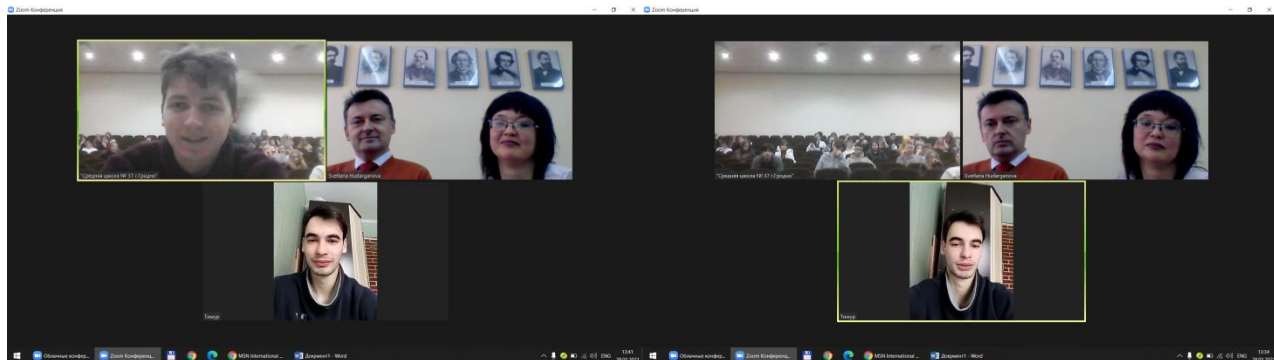 Zoom Конференция
"Средняя школа № 37 г.Гродно"
Svetlana Hudarganova
Тимур
Облачные конфер...
Zoom Конференц...
MSN International ...
Документ1 - Word
ENG
13:41
Zoom Конференция
"Средняя школа № 37 г.Гродно"
Svetlana Hudarganova
Тимур
Облачные конфер...
Zoom Конференц...
MSN International ...
Документ1 - Word
ENG